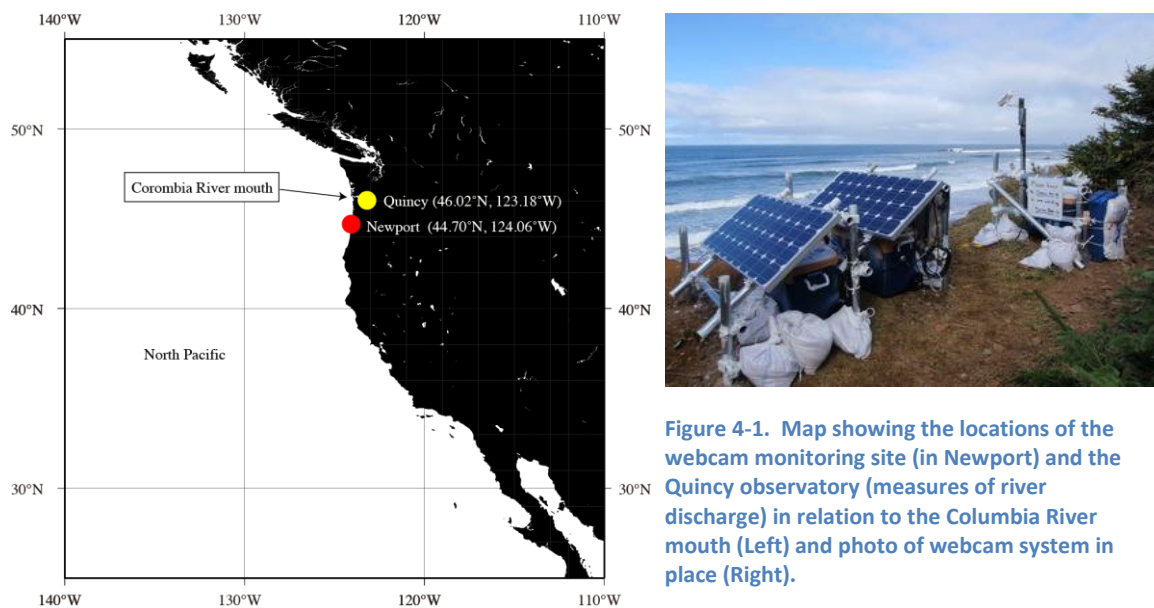 140°W
130°W
120°W
110°W
50°N
50°N
Corombia River mouth
Quincy (46.02°N, 123.18°W)
Newport (44.70°N, 124.06°W)
40°N
40°N
North Pacific
30°N
30°N
140°W
130°W
120°W
110°W
Figure 4-1. Map showing the locations of the
webcam monitoring site (in Newport) and the
Quincy observatory (measures of river
discharge) in relation to the Columbia River
mouth (Left) and photo of webcam system in
place (Right).